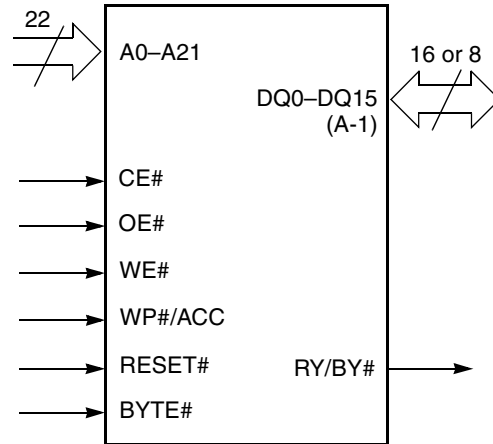 22
A0–A21
16 or 8
DQ0–DQ15
(A-1)
CE#
OE#
WE#
WP#/ACC
RESET#
RY/BY#
BYTE#